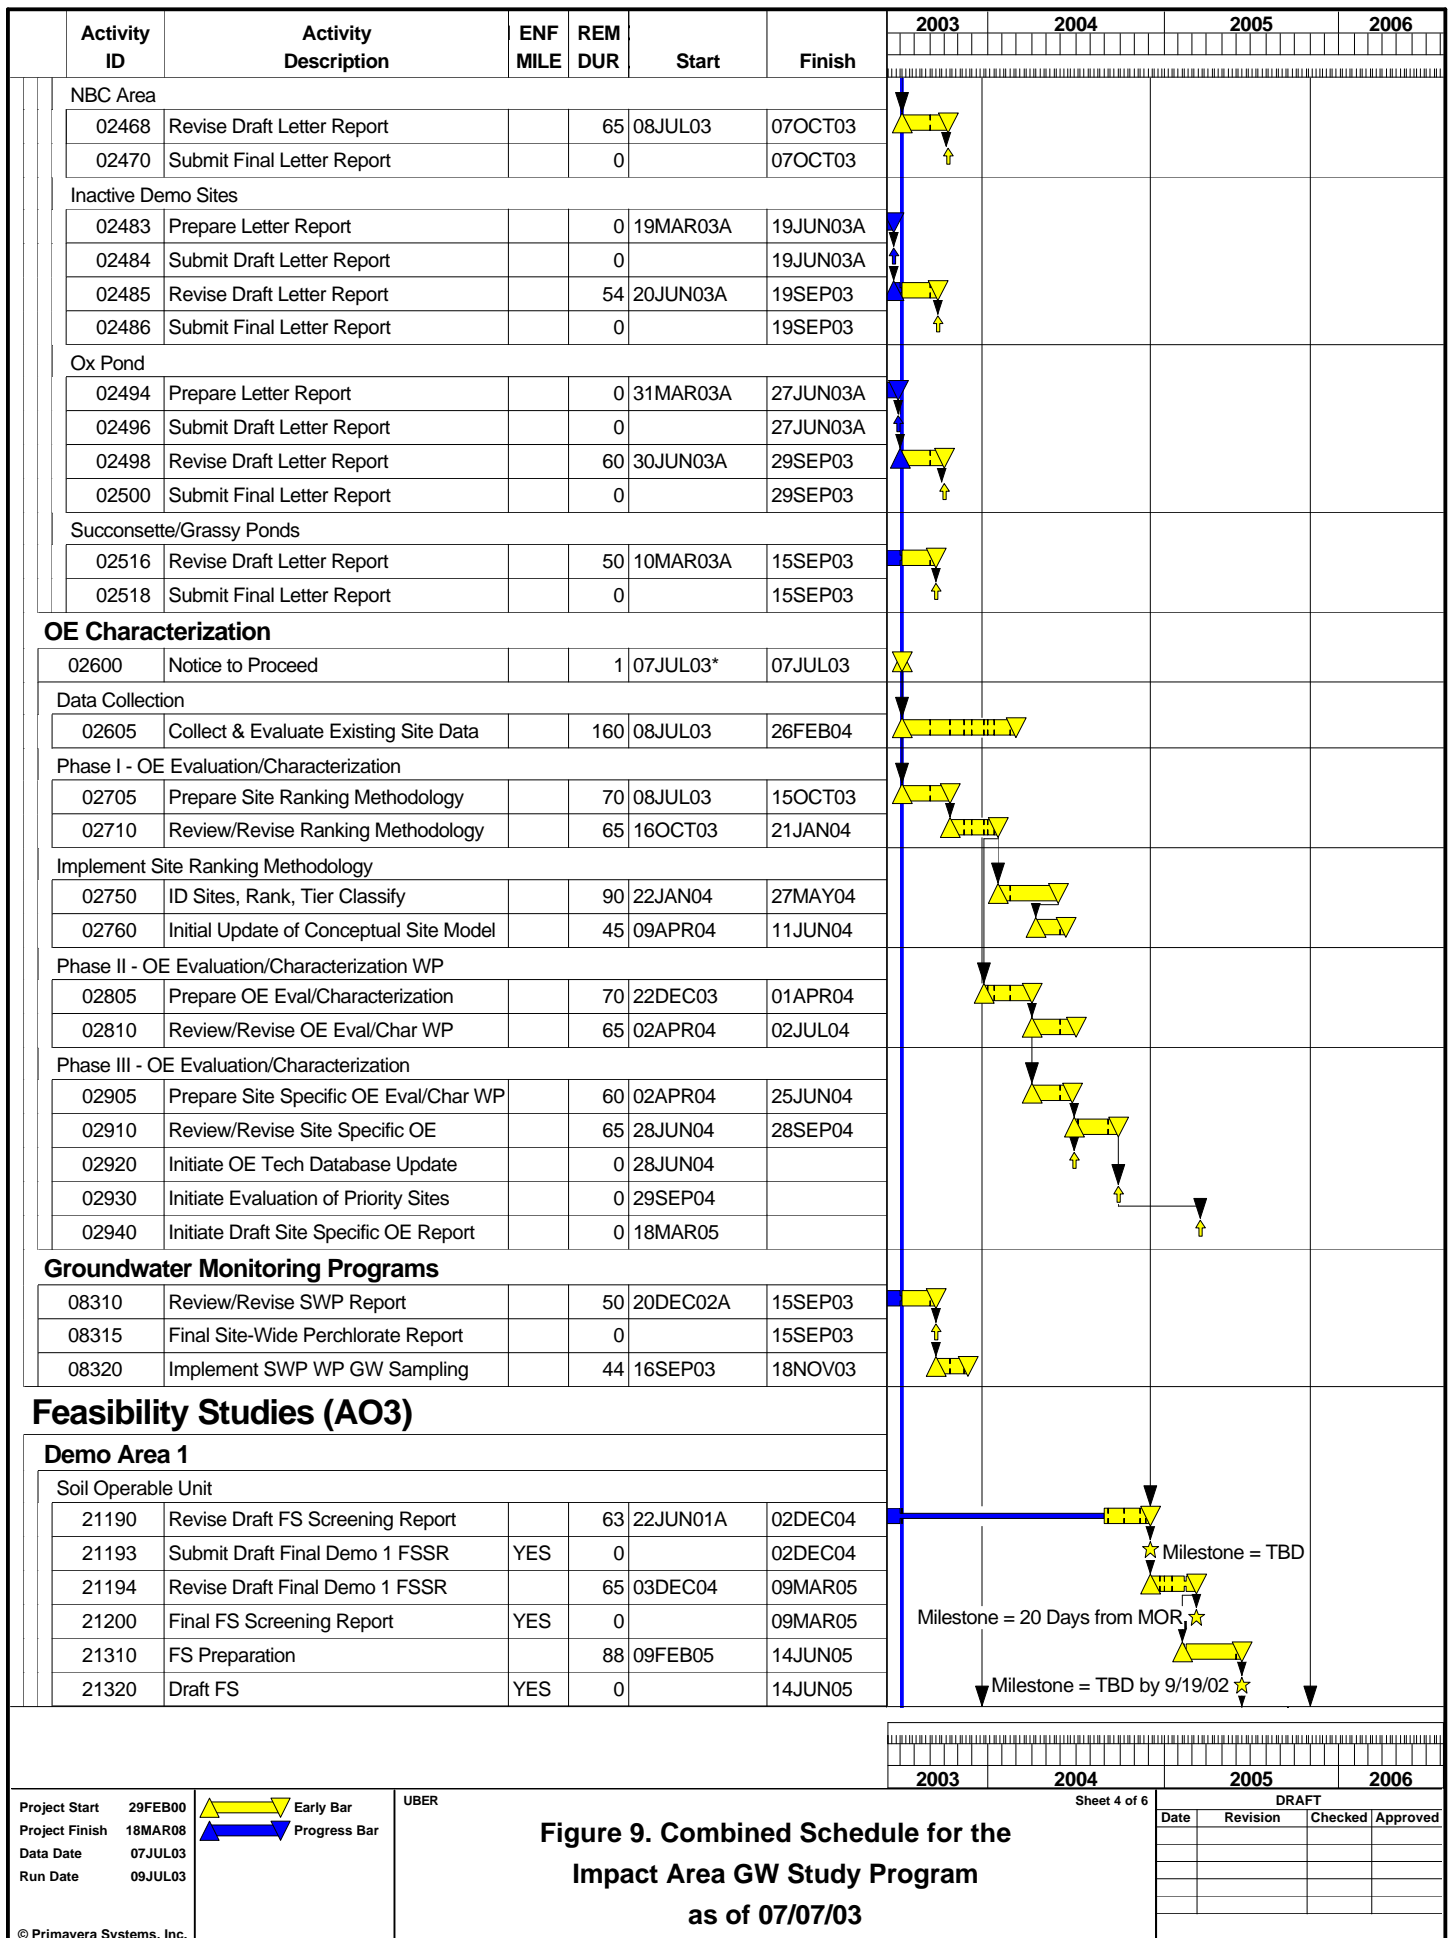 Activity ID Activity Description ENF MILE REM DUR Start Finish 2003 2004 2005 2006
NBC Area
02468 Revise Draft Letter Report 65 08JUL03 07OCT03
02470 Submit Final Letter Report 0 07OCT03
Inactive Demo Sites
02483 Prepare Letter Report 0 19MAR03A 19JUN03A
02484 Submit Draft Letter Report 0 19JUN03A
02485 Revise Draft Letter Report 54 20JUN03A 19SEP03
02486 Submit Final Letter Report 0 19SEP03
Ox Pond
02494 Prepare Letter Report 0 31MAR03A 27JUN03A
02496 Submit Draft Letter Report 0 27JUN03A
02498 Revise Draft Letter Report 60 30JUN03A 29SEP03
02500 Submit Final Letter Report 0 29SEP03
Succonsette/Grassy Ponds
02516 Revise Draft Letter Report 50 10MAR03A 15SEP03
02518 Submit Final Letter Report 0 15SEP03
OE Characterization
02600 Notice to Proceed 1 07JUL03* 07JUL03
Data Collection
02605 Collect & Evaluate Existing Site Data 160 08JUL03 26FEB04
Phase I - OE Evaluation/Characterization
02705 Prepare Site Ranking Methodology 70 08JUL03 15OCT03
02710 Review/Revise Ranking Methodology 65 16OCT03 21JAN04
Implement Site Ranking Methodology
02750 ID Sites, Rank, Tier Classify 90 22JAN04 27MAY04
02760 Initial Update of Conceptual Site Model 45 09APR04 11JUN04
Phase II - OE Evaluation/Characterization WP
02805 Prepare OE Eval/Characterization 70 22DEC03 01APR04
02810 Review/Revise OE Eval/Char WP 65 02APR04 02JUL04
Phase III - OE Evaluation/Characterization
02905 Prepare Site Specific OE Eval/Char WP 60 02APR04 25JUN04
02910 Review/Revise Site Specific OE 65 28JUN04 28SEP04
02920 Initiate OE Tech Database Update 0 28JUN04
02930 Initiate Evaluation of Priority Sites 0 29SEP04
02940 Initiate Draft Site Specific OE Report 0 18MAR05
Groundwater Monitoring Programs
08310 Review/Revise SWP Report 50 20DEC02A 15SEP03
08315 Final Site-Wide Perchlorate Report 0 15SEP03
08320 Implement SWP WP GW Sampling 44 16SEP03 18NOV03
Feasibility Studies (AO3)
Demo Area 1
Soil Operable Unit
21190 Revise Draft FS Screening Report 63 22JUN01A 02DEC04
21193 Submit Draft Final Demo 1 FSSR YES 0 02DEC04 Milestone = TBD
21194 Revise Draft Final Demo 1 FSSR 65 03DEC04 09MAR05
21200 Final FS Screening Report YES 0 09MAR05 Milestone = 20 Days from MOR
21310 FS Preparation 88 09FEB05 14JUN05
21320 Draft FS YES 0 14JUN05 Milestone = TBD by 9/19/02
2003 2004 2005 2006
Project Start 29FEB00
Project Finish 18MAR08
Data Date 07JUL03
Run Date 09JUL03
© Primavera Systems, Inc.
Early Bar
Progress Bar
UBER
Sheet 4 of 6
Figure 9. Combined Schedule for the
Impact Area GW Study Program
as of 07/07/03
DRAFT
Date Revision Checked Approved